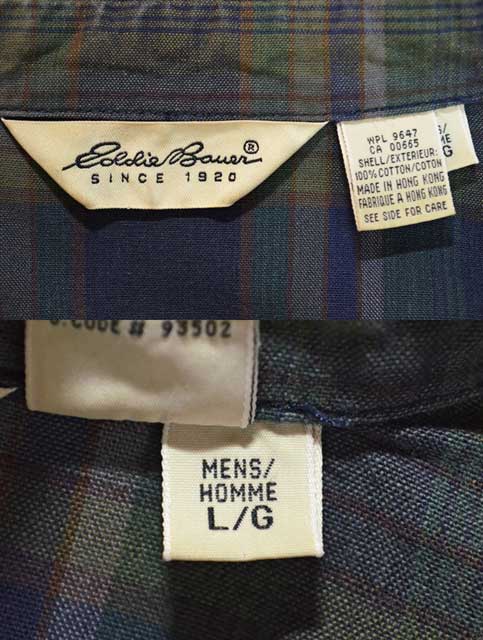 Eddie Bauer®
SINCE 1920
WPL 9647
CA 00665
SHELL/EXTERIEUR:
100% COTTON/COTON
MADE IN HONG KONG
FABRIQUE A HONG KONG
SEE SIDE FOR CARE
S/
ME
G
CODE # 93502
MENS/
HOMME
L/G